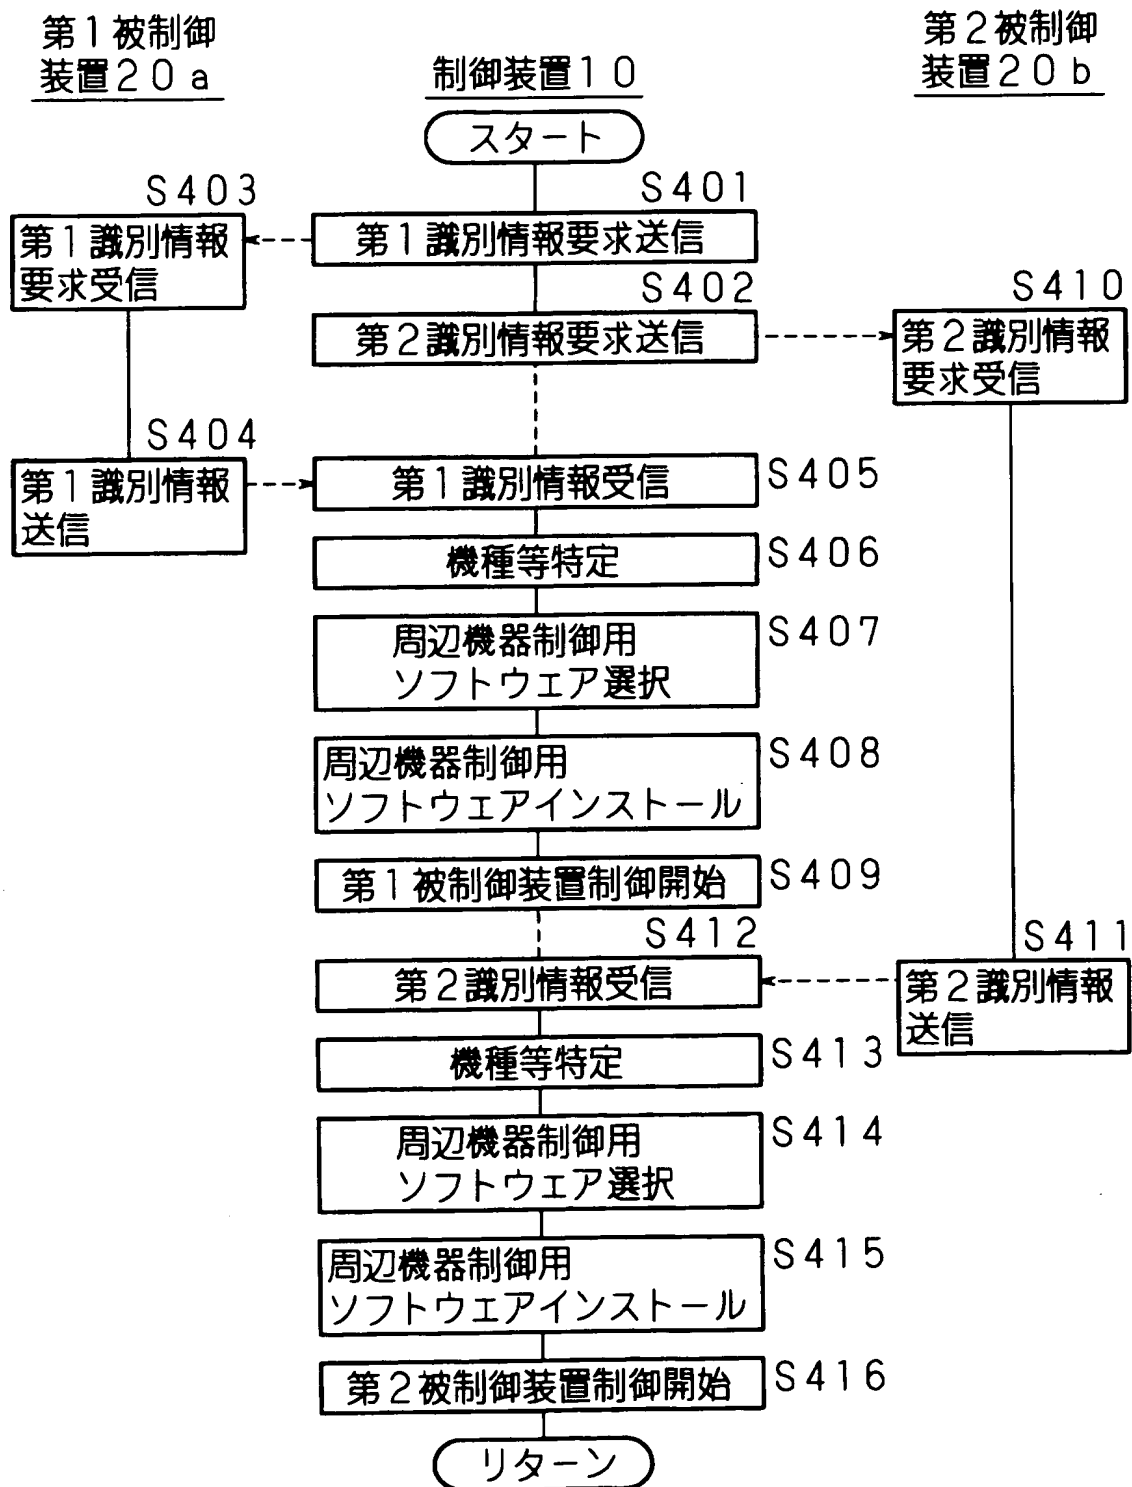 第1被制御
装置20a
制御装置10
第2被制御
装置20b
スタート
S403
S401
第1識別情報
要求受信
第1識別情報要求送信
S402
S410
第2識別情報要求送信
第2識別情報
要求受信
S404
第1識別情報
送信
第1識別情報受信
S405
機種等特定
S406
周辺機器制御用
ソフトウェア選択
S407
周辺機器制御用
ソフトウェアインストール
S408
第1被制御装置制御開始
S409
S412
S411
第2識別情報受信
第2識別情報
送信
機種等特定
S413
周辺機器制御用
ソフトウェア選択
S414
周辺機器制御用
ソフトウェアインストール
S415
第2被制御装置制御開始
S416
リターン